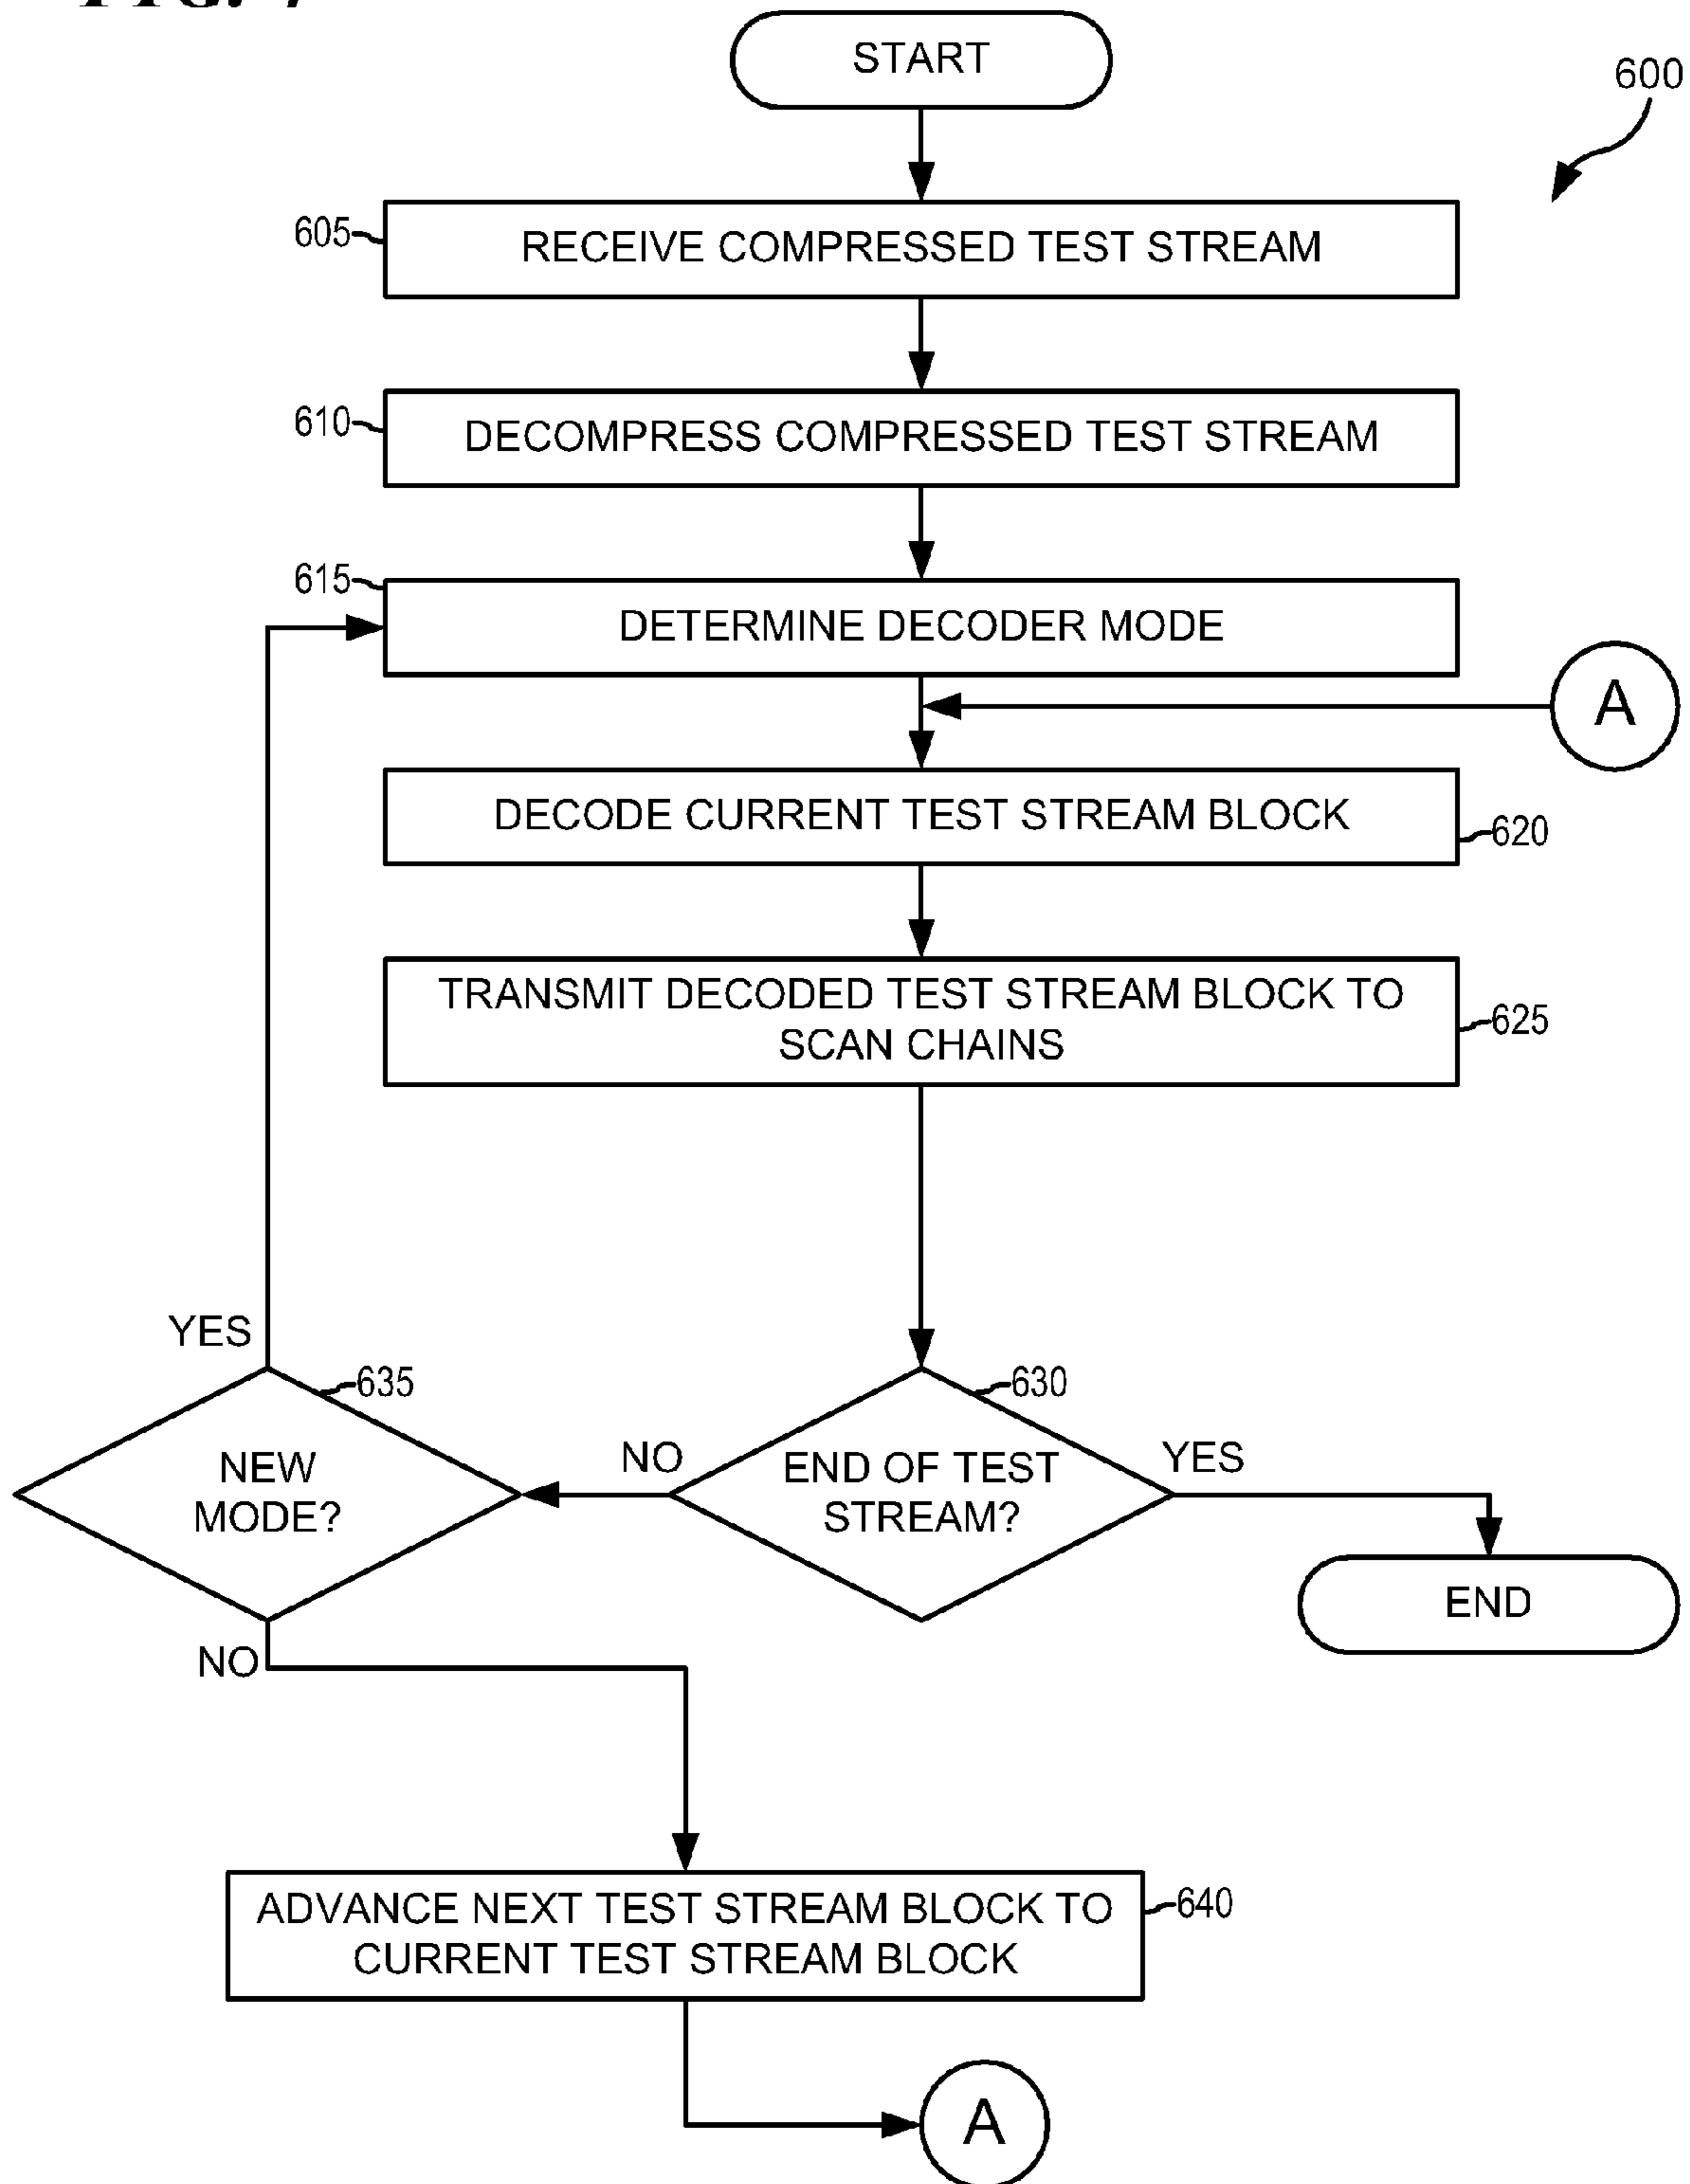 START
600
605
RECEIVE COMPRESSED TEST STREAM
610
DECOMPRESS COMPRESSED TEST STREAM
615
DETERMINE DECODER MODE
A
DECODE CURRENT TEST STREAM BLOCK
620
TRANSMIT DECODED TEST STREAM BLOCK TO
SCAN CHAINS
625
YES
635
630
NEW
MODE?
NO
END OF TEST
STREAM?
YES
END
NO
ADVANCE NEXT TEST STREAM BLOCK TO
CURRENT TEST STREAM BLOCK
640
A